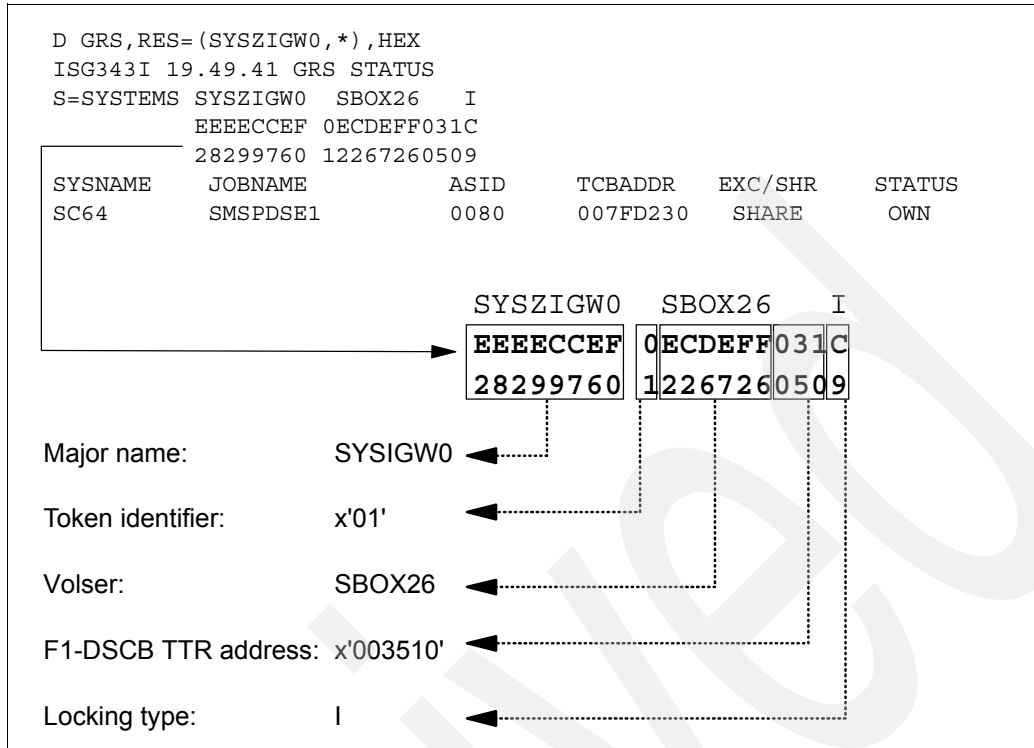 D GRS,RES=(SYSZIGW0,*),HEX
ISG343I 19.49.41 GRS STATUS
S=SYSTEMS SYSZIGW0 SBOX26 I
EEEECCEF 0ECDEFF031C
28299760 12267260509
SYSNAME JOBNAME ASID TCBADDR EXC/SHR STATUS
SC64 SMSPDSE1 0080 007FD230 SHARE OWN
SYSZIGW0 SBOX26 I
EEEECCEF 0ECDEFF031C
28299760 12267260509
Major name: SYSIGW0
Token identifier: x'01'
Volser: SBOX26
F1-DSCB TTR address: x'003510'
Locking type: I